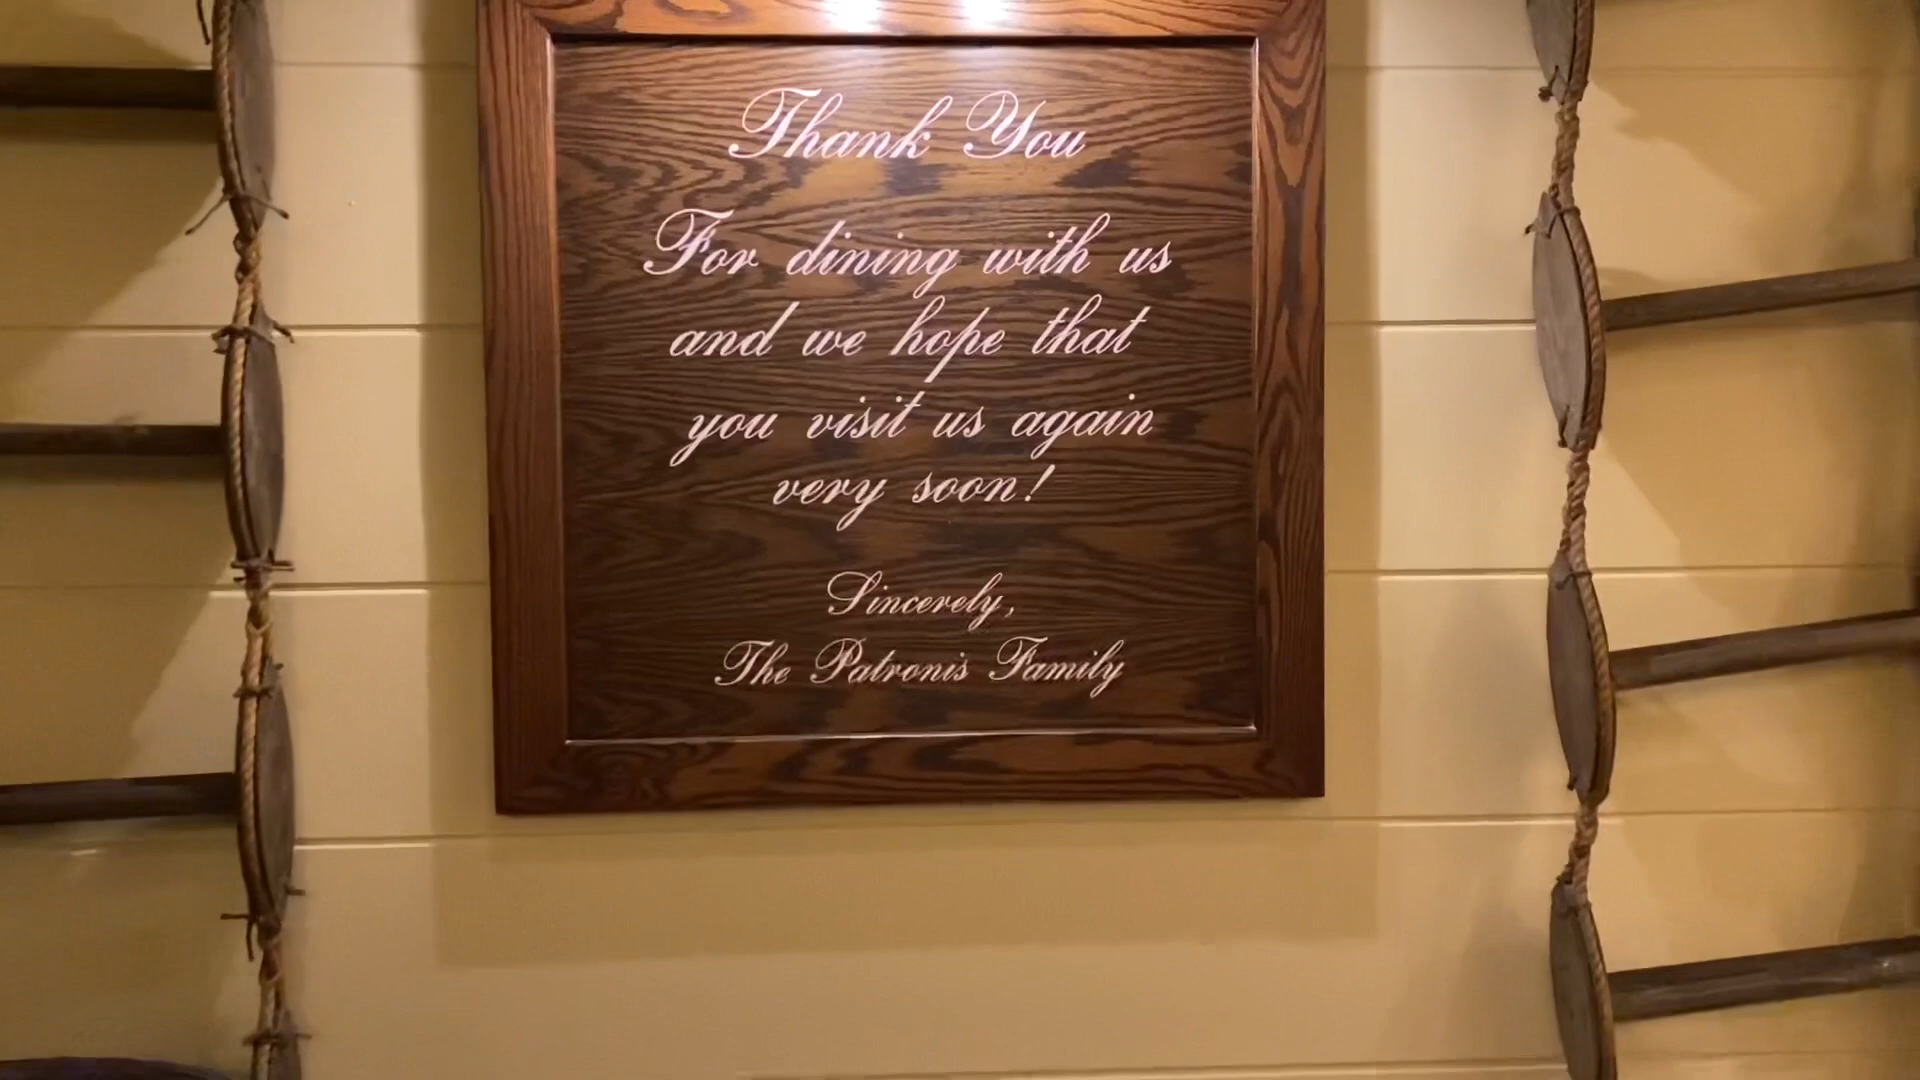 Thank You
For dining with us
and we hope that
you visit us again
very soon!
Sincerely,
The Patronis Family